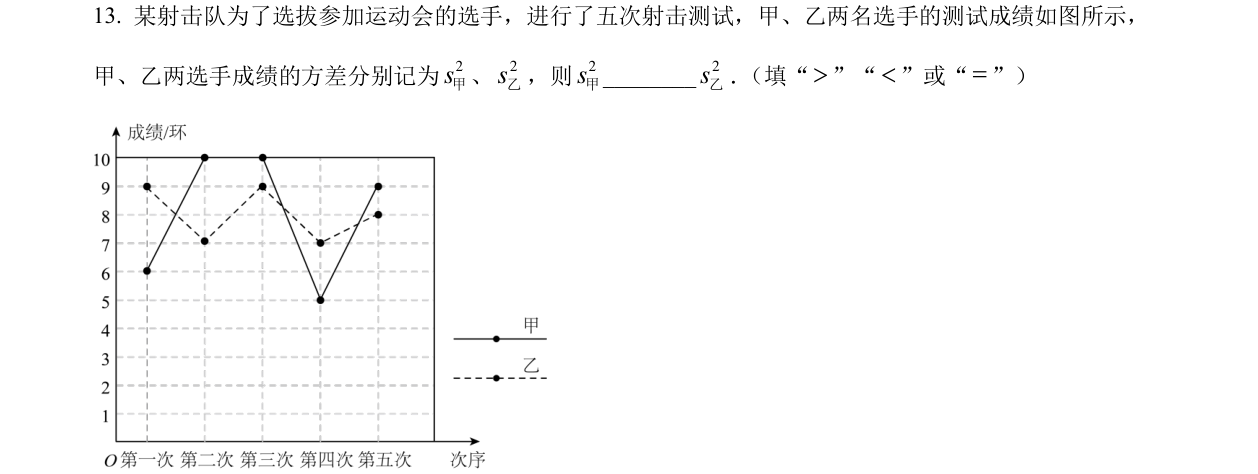 13. 某射击队为了选拔参加运动会的选手，进行了五次射击测试，甲、乙两名选手的测试成绩如图所示，
甲、乙两选手成绩的方差分别记为 s²甲、 s²乙，则 s²甲________s²乙．（填“＞”“＜”或“＝”）
成绩/环
10
9
8
7
6
5
4
3
2
1
O 第一次 第二次 第三次 第四次 第五次 次序
甲
乙